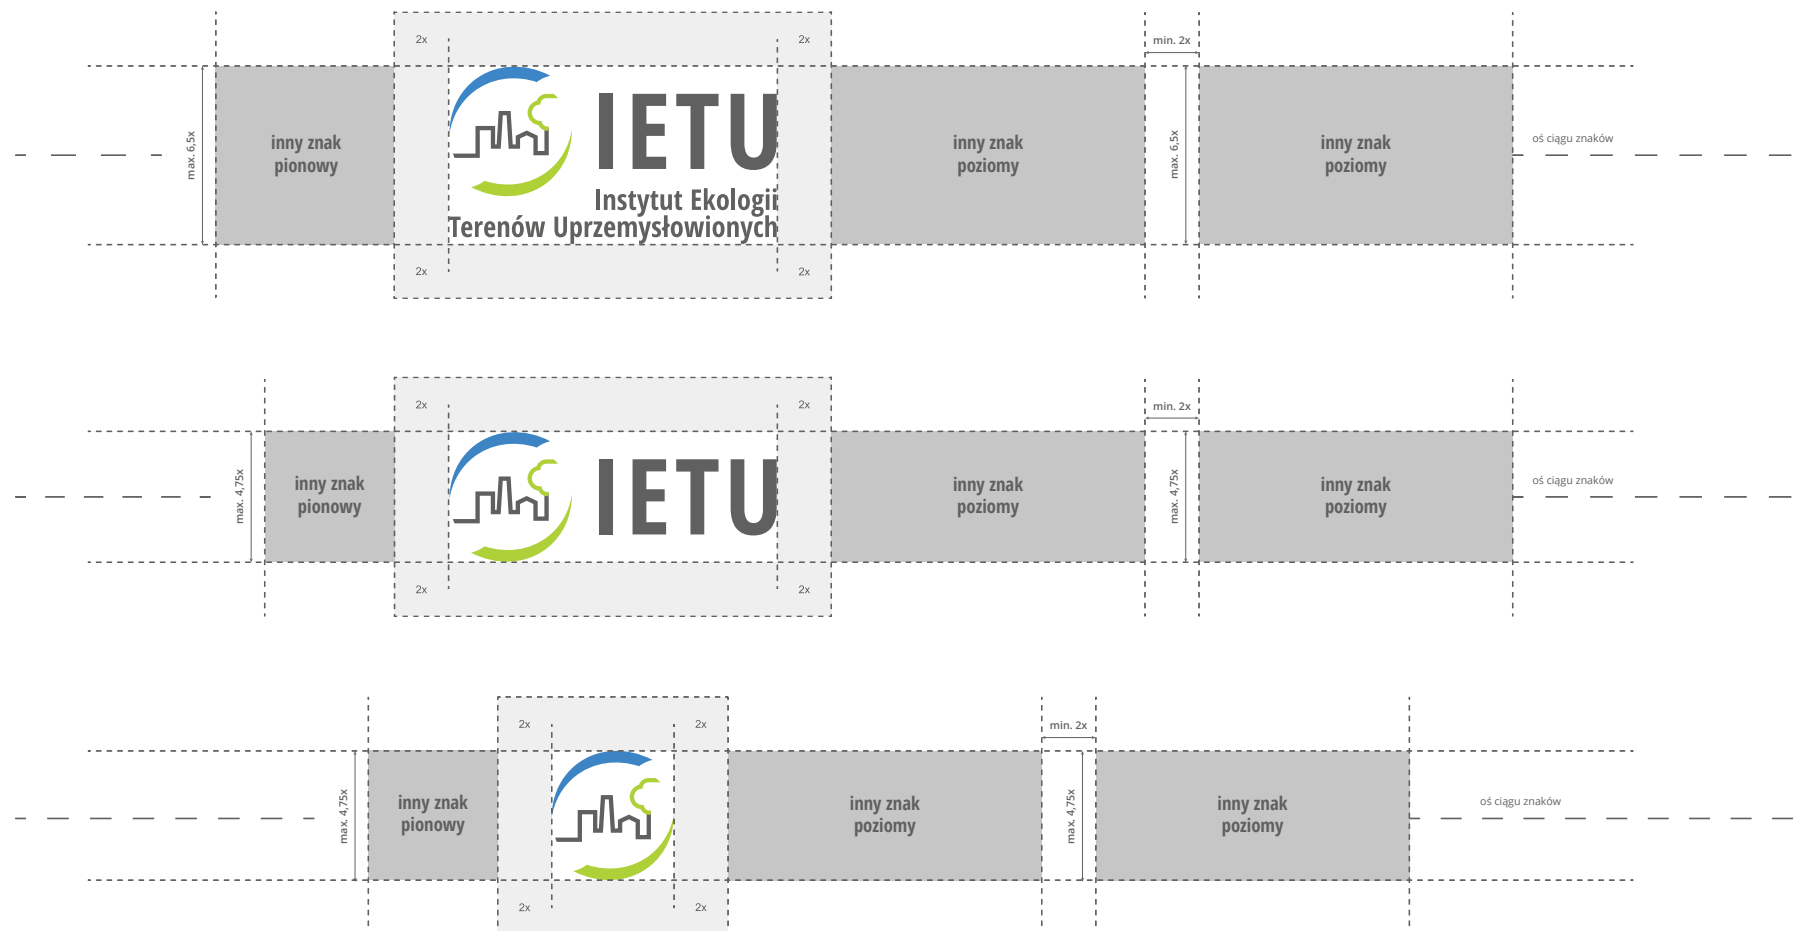 2x
2x
min. 2x
max. 6,5x
inny znak
pionowy
IETU
Instytut Ekologii
Terenów Uprzemysłowionych
inny znak
poziomy
max. 6,5x
inny znak
poziomy
oś ciągu znaków
2x
2x
2x
2x
min. 2x
max. 4,75x
inny znak
pionowy
IETU
inny znak
poziomy
max. 4,75x
inny znak
poziomy
oś ciągu znaków
2x
2x
2x
2x
min. 2x
max. 4,75x
inny znak
pionowy
inny znak
poziomy
max. 4,75x
inny znak
poziomy
oś ciągu znaków
2x
2x